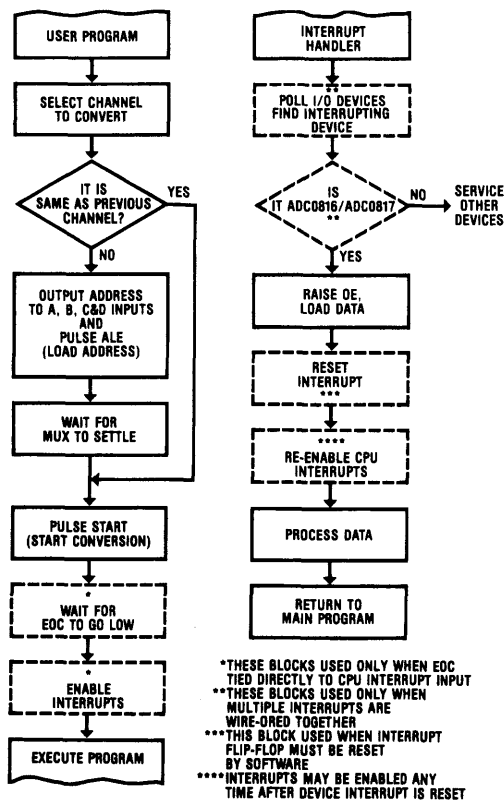 USER PROGRAM
SELECT CHANNEL
TO CONVERT
IT IS
SAME AS PREVIOUS
CHANNEL?
YES
NO
OUTPUT ADDRESS
TO A, B, C&D INPUTS
AND
PULSE ALE
(LOAD ADDRESS)
WAIT FOR
MUX TO SETTLE
PULSE START
(START CONVERSION)
*
WAIT FOR
EOC TO GO LOW
*
ENABLE
INTERRUPTS
EXECUTE PROGRAM
INTERRUPT
HANDLER
**
POLL I/O DEVICES
FIND INTERRUPTING
DEVICE
IS
IT ADC0816/ADC0817
**
NO
SERVICE
OTHER
DEVICES
YES
RAISE OE,
LOAD DATA
RESET
INTERRUPT
***
****
RE-ENABLE CPU
INTERRUPTS
PROCESS DATA
RETURN TO
MAIN PROGRAM
*THESE BLOCKS USED ONLY WHEN EOC
TIED DIRECTLY TO CPU INTERRUPT INPUT
**THESE BLOCKS USED ONLY WHEN
MULTIPLE INTERRUPTS ARE
WIRE-ORED TOGETHER
***THIS BLOCK USED WHEN INTERRUPT
FLIP-FLOP MUST BE RESET
BY SOFTWARE
****INTERRUPTS MAY BE ENABLED ANY
TIME AFTER DEVICE INTERRUPT IS RESET